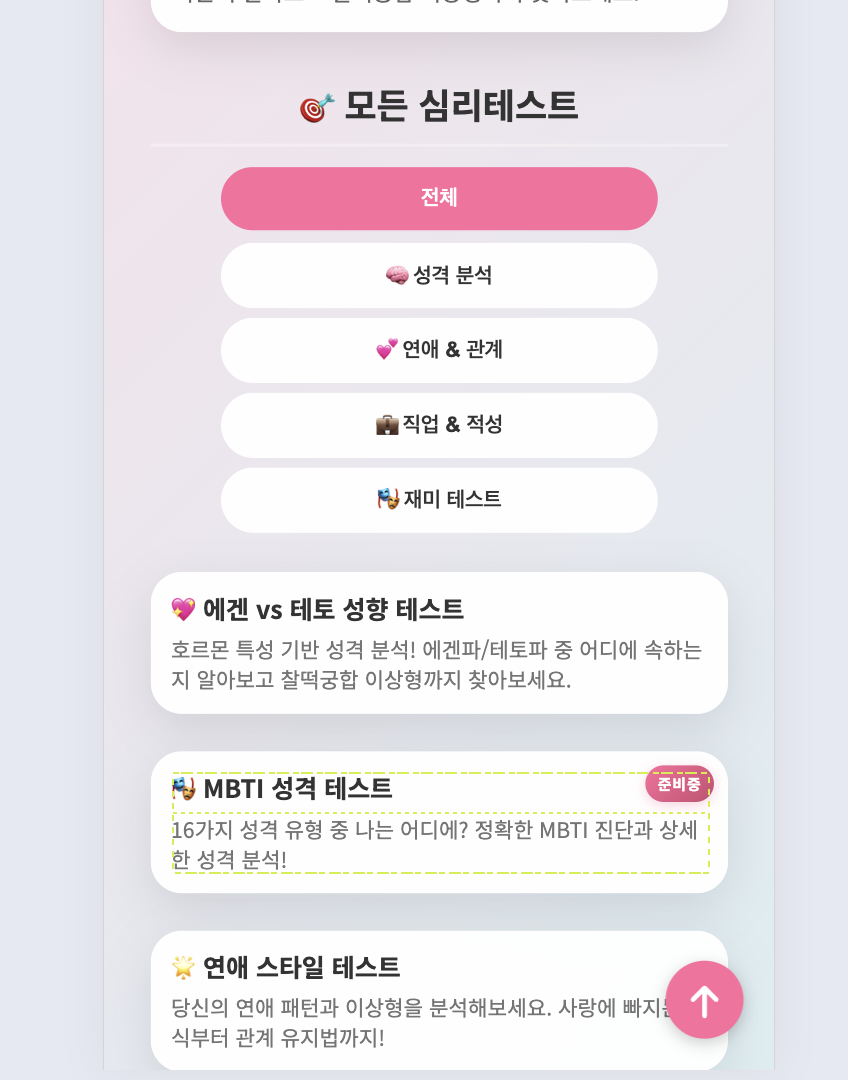 모든 심리테스트
전체
성격 분석
연애 & 관계
직업 & 적성
재미 테스트
에겐 vs 테토 성향 테스트
호르몬 특성 기반 성격 분석! 에겐파/테토파 중 어디에 속하는
지 알아보고 찰떡궁합 이상형까지 찾아보세요.
MBTI 성격 테스트
준비중
16가지 성격 유형 중 나는 어디에? 정확한 MBTI 진단과 상세
한 성격 분석!
연애 스타일 테스트
당신의 연애 패턴과 이상형을 분석해보세요. 사랑에
식부터 관계 유지법까지!